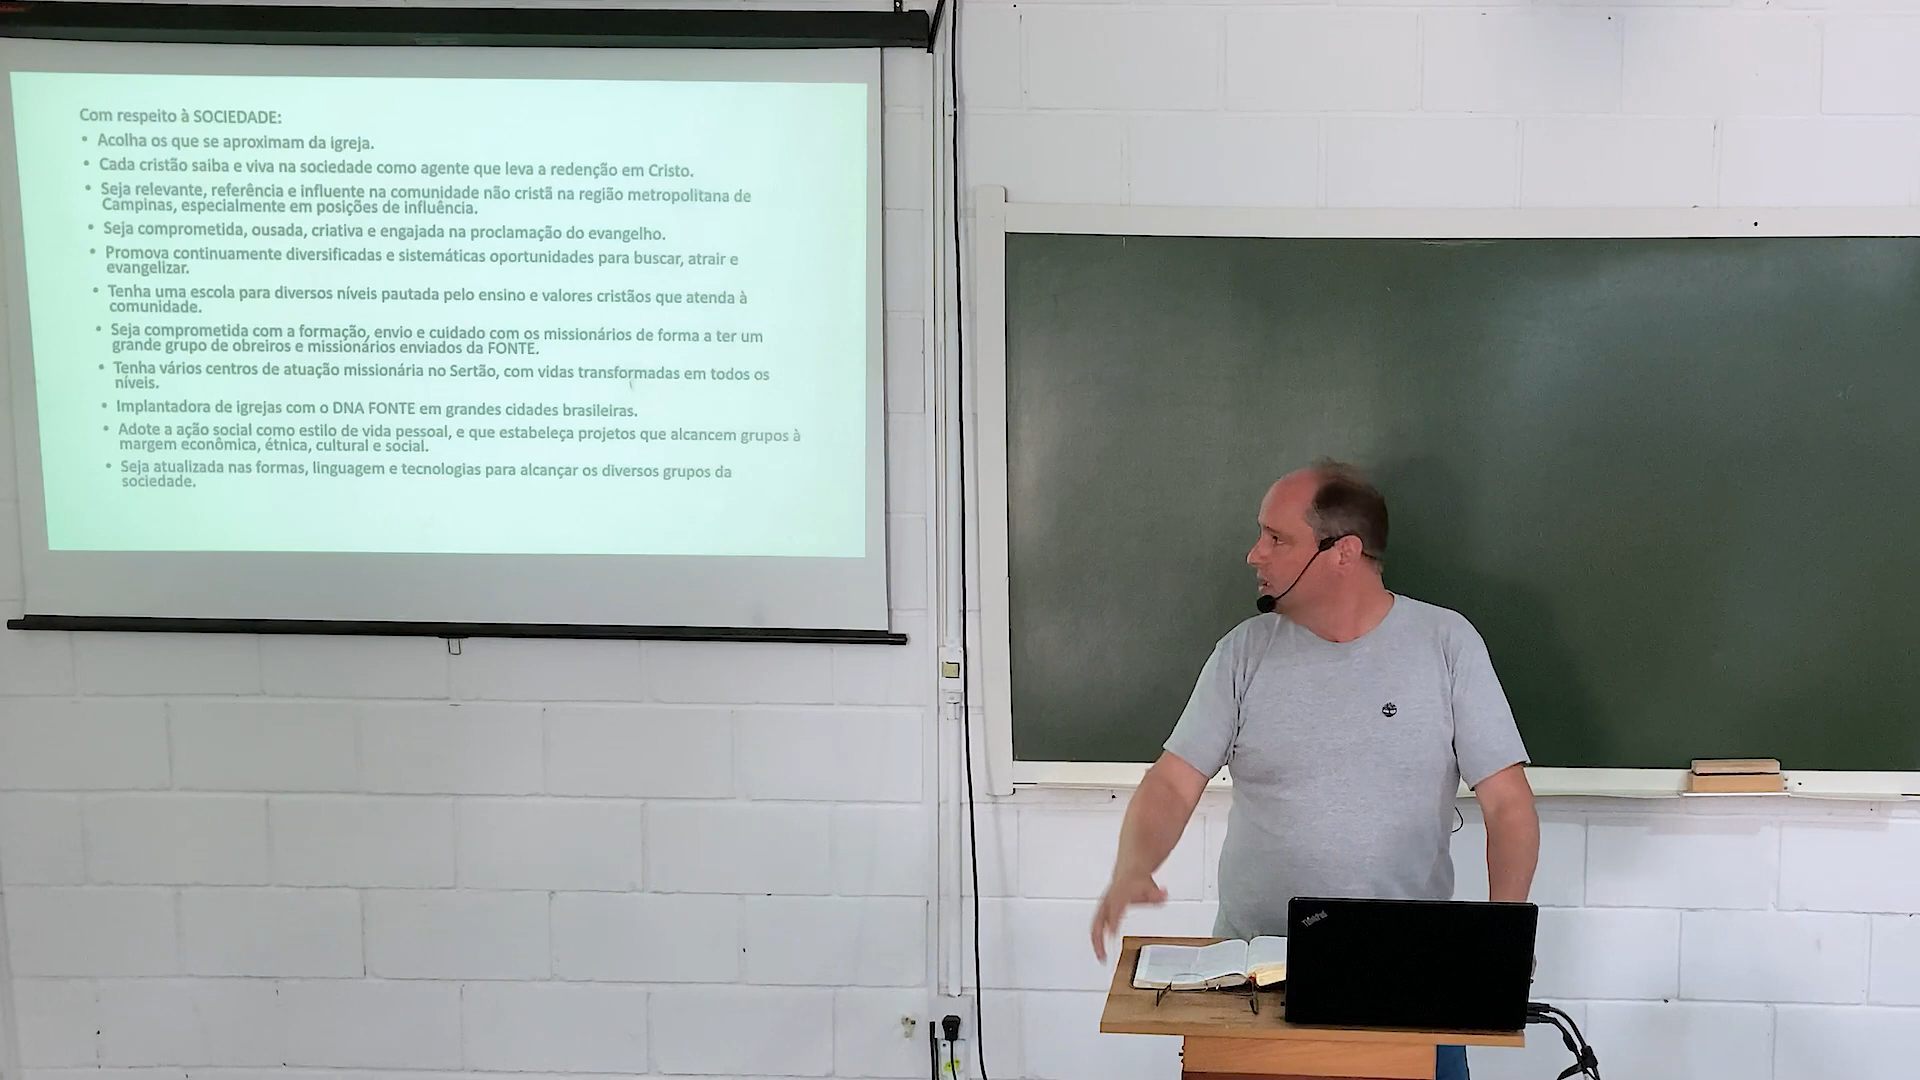 Com respeito à SOCIEDADE:
• Acolha os que se aproximam da igreja.
• Cada cristão saiba e viva na sociedade como agente que leva a redenção em Cristo.
• Seja relevante, referência e influente na comunidade não cristã na região metropolitana de
Campinas, especialmente em posições de influência.
• Seja comprometida, ousada, criativa e engajada na proclamação do evangelho.
• Promova continuamente diversificadas e sistemáticas oportunidades para buscar, atrair e
evangelizar.
• Tenha uma escola para diversos níveis pautada pelo ensino e valores cristãos que atenda à
comunidade.
• Seja comprometida com a formação, envio e cuidado com os missionários de forma a ter um
grande grupo de obreiros e missionários enviados da FONTE.
• Tenha vários centros de atuação missionária no Sertão, com vidas transformadas em todos os
níveis.
• Implantadora de igrejas com o DNA FONTE em grandes cidades brasileiras.
• Adote a ação social como estilo de vida pessoal, e que estabeleça projetos que alcancem grupos à
margem econômica, étnica, cultural e social.
• Seja atualizada nas formas, linguagem e tecnologias para alcançar os diversos grupos da
sociedade.
ThinkPad